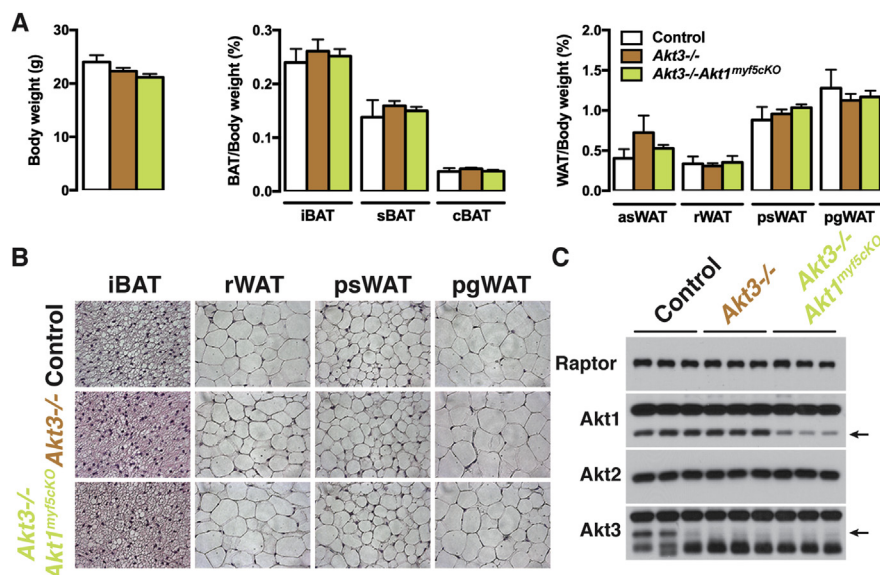 A
Body weight (g)
30
20
10
0
BAT/Body weight (%)
0.3
0.2
0.1
0.0
iBAT sBAT cBAT
WAT/Body weight (%)
2.0
1.5
1.0
0.5
0.0
Control
Akt3-/-
Akt3-/-Akt1myf5cKO
asWAT rWAT psWAT pgWAT
B
iBAT rWAT psWAT pgWAT
Control
Akt3-/-
Akt3-/-
Akt1myf5cKO
C
Control
Akt3-/-
Akt3-/-
Akt1myf5cKO
Raptor
Akt1
Akt2
Akt3